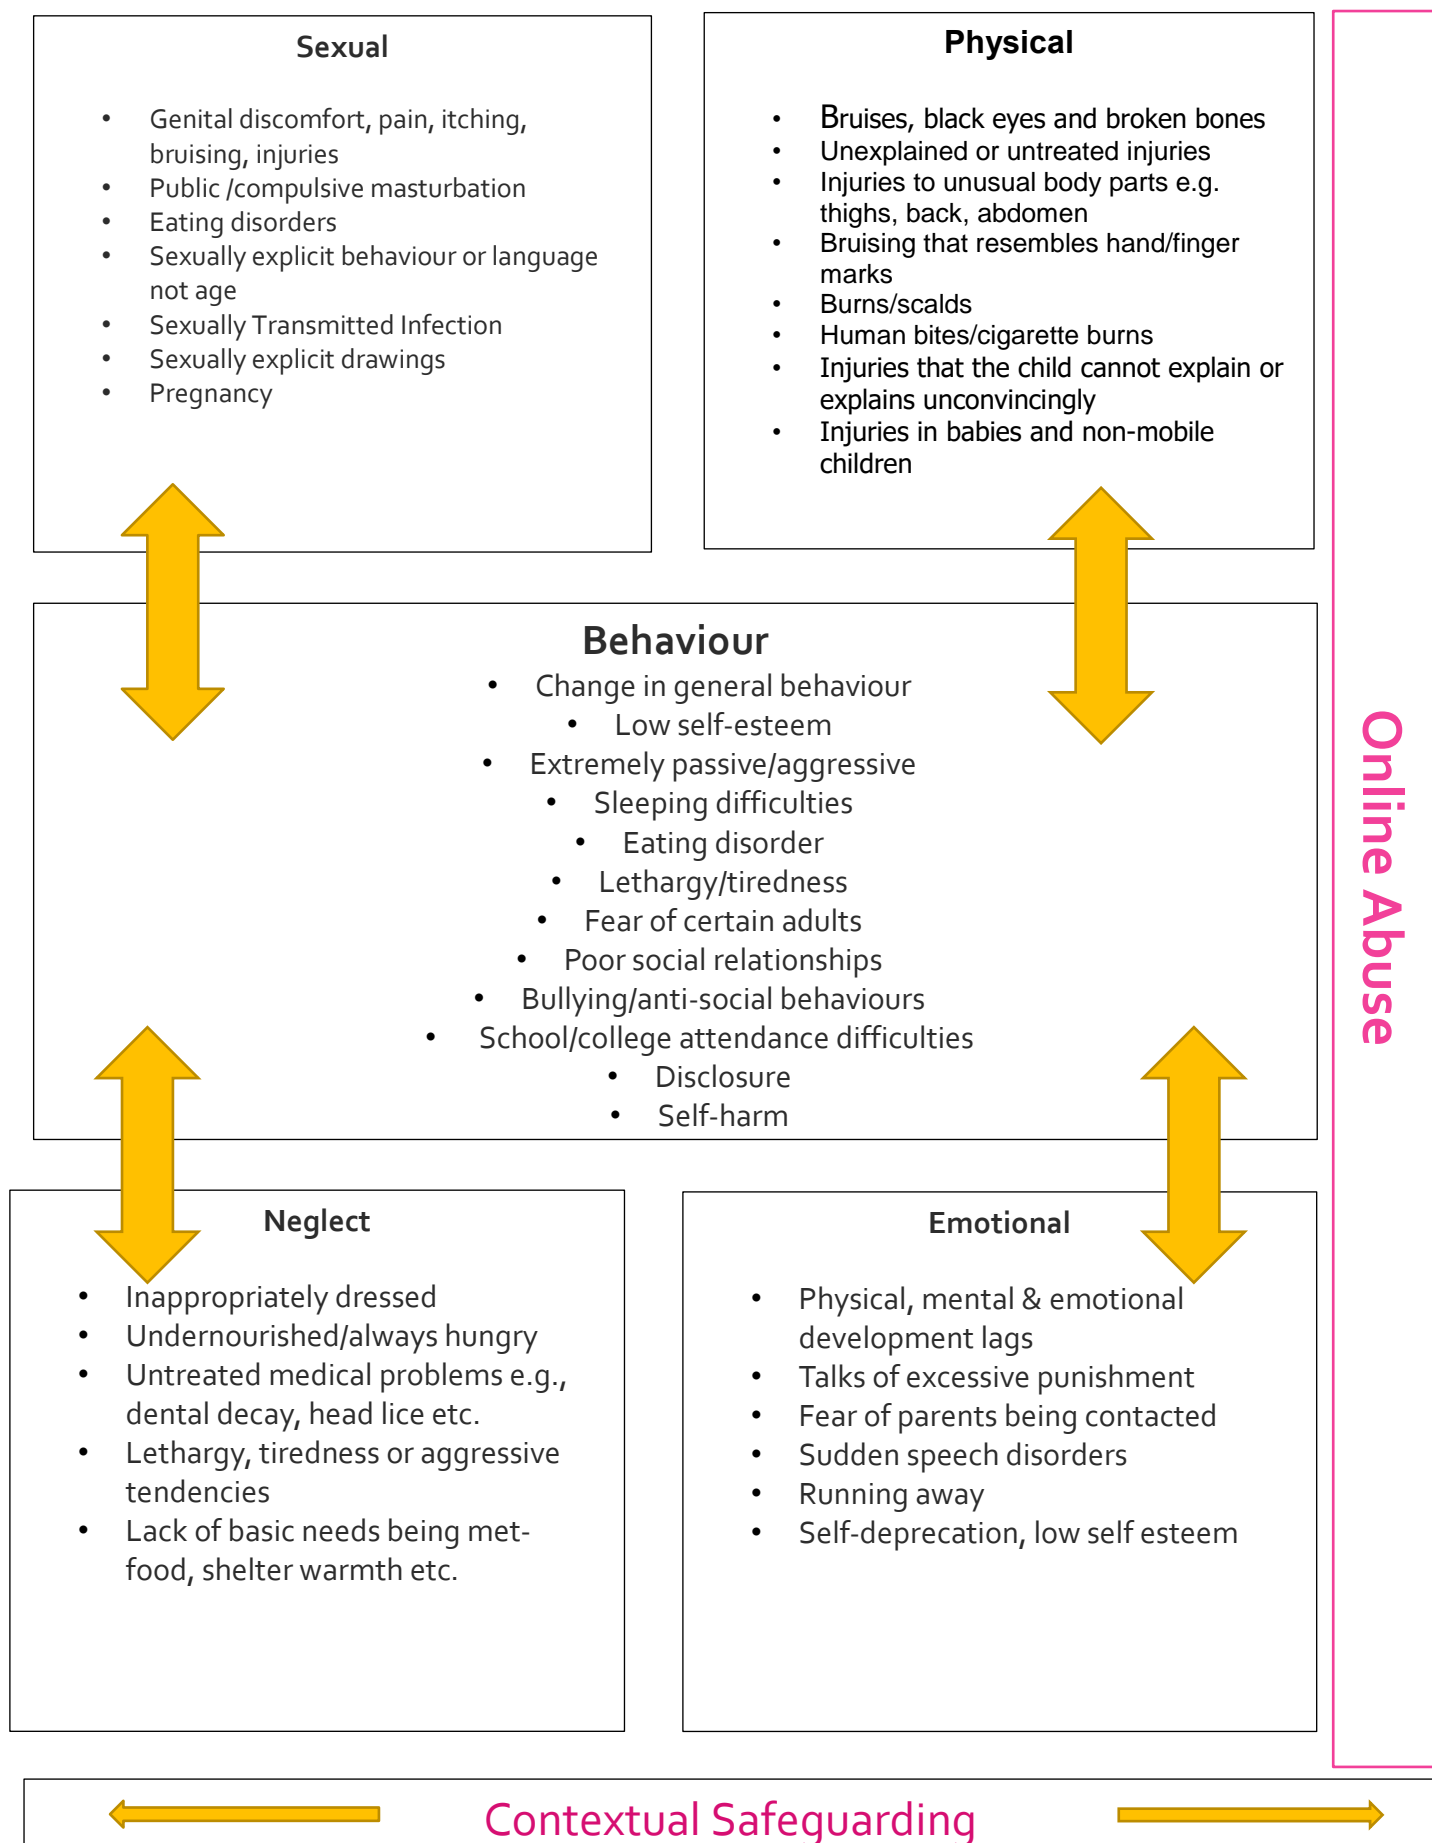 Sexual
• Genital discomfort, pain, itching,
bruising, injuries
• Public /compulsive masturbation
• Eating disorders
• Sexually explicit behaviour or language
not age
• Sexually Transmitted Infection
• Sexually explicit drawings
• Pregnancy
Physical
• Bruises, black eyes and broken bones
• Unexplained or untreated injuries
• Injuries to unusual body parts e.g.
thighs, back, abdomen
• Bruising that resembles hand/finger
marks
• Burns/scalds
• Human bites/cigarette burns
• Injuries that the child cannot explain or
explains unconvincingly
• Injuries in babies and non-mobile
children
Behaviour
• Change in general behaviour
• Low self-esteem
• Extremely passive/aggressive
• Sleeping difficulties
• Eating disorder
• Lethargy/tiredness
• Fear of certain adults
• Poor social relationships
• Bullying/anti-social behaviours
• School/college attendance difficulties
• Disclosure
• Self-harm
Neglect
• Inappropriately dressed
• Undernourished/always hungry
• Untreated medical problems e.g.,
dental decay, head lice etc.
• Lethargy, tiredness or aggressive
tendencies
• Lack of basic needs being met-
food, shelter warmth etc.
Emotional
• Physical, mental & emotional
development lags
• Talks of excessive punishment
• Fear of parents being contacted
• Sudden speech disorders
• Running away
• Self-deprecation, low self esteem
Online Abuse
Contextual Safeguarding